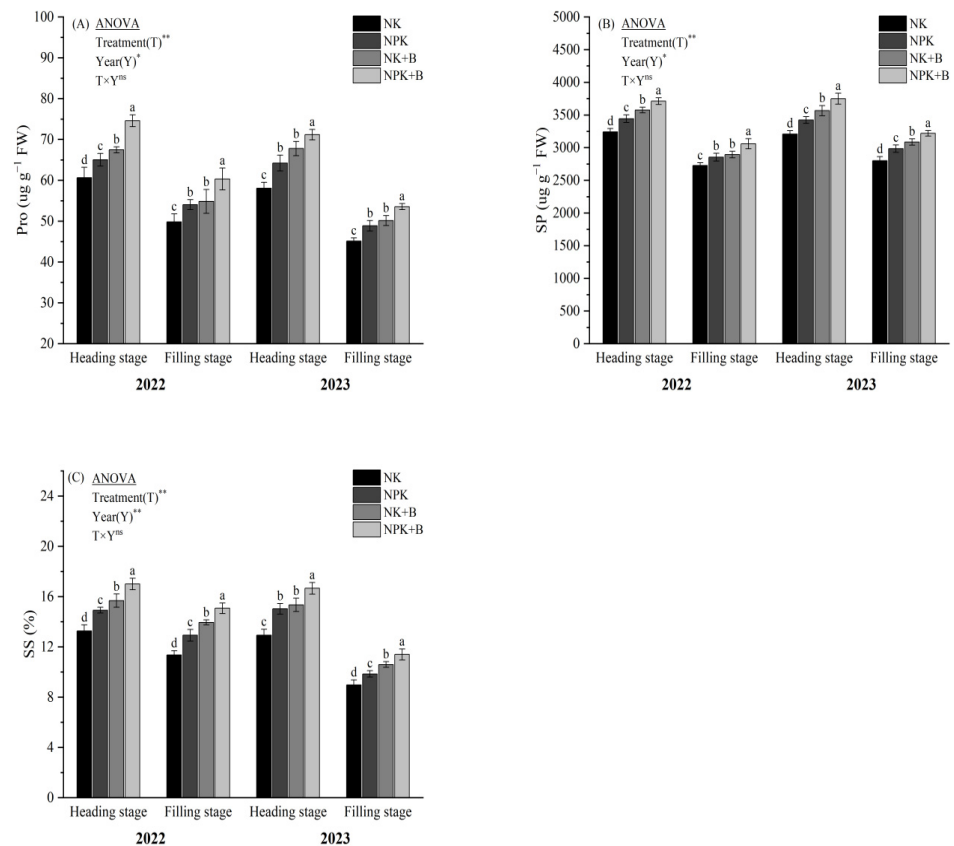 (A) ANOVA
Treatment(T)**
Year(Y)*
T×Yns
NK
NPK
NK+B
NPK+B
Pro (ug g−1 FW)
100
90
80
70
60
50
40
30
20
d c b a
c b b a
c b b a
c b b a
Heading stage Filling stage Heading stage Filling stage
2022 2023
(B) ANOVA
Treatment(T)**
Year(Y)*
T×Yns
NK
NPK
NK+B
NPK+B
SP (ug g−1 FW)
5000
4500
4000
3500
3000
2500
2000
1500
1000
500
0
d c b a
c b b a
d c b a
d c b a
Heading stage Filling stage Heading stage Filling stage
2022 2023
(C) ANOVA
Treatment(T)**
Year(Y)**
T×Yns
NK
NPK
NK+B
NPK+B
SS (%)
24
20
16
12
8
4
0
d c b a
d c b a
c b b a
d c b a
Heading stage Filling stage Heading stage Filling stage
2022 2023